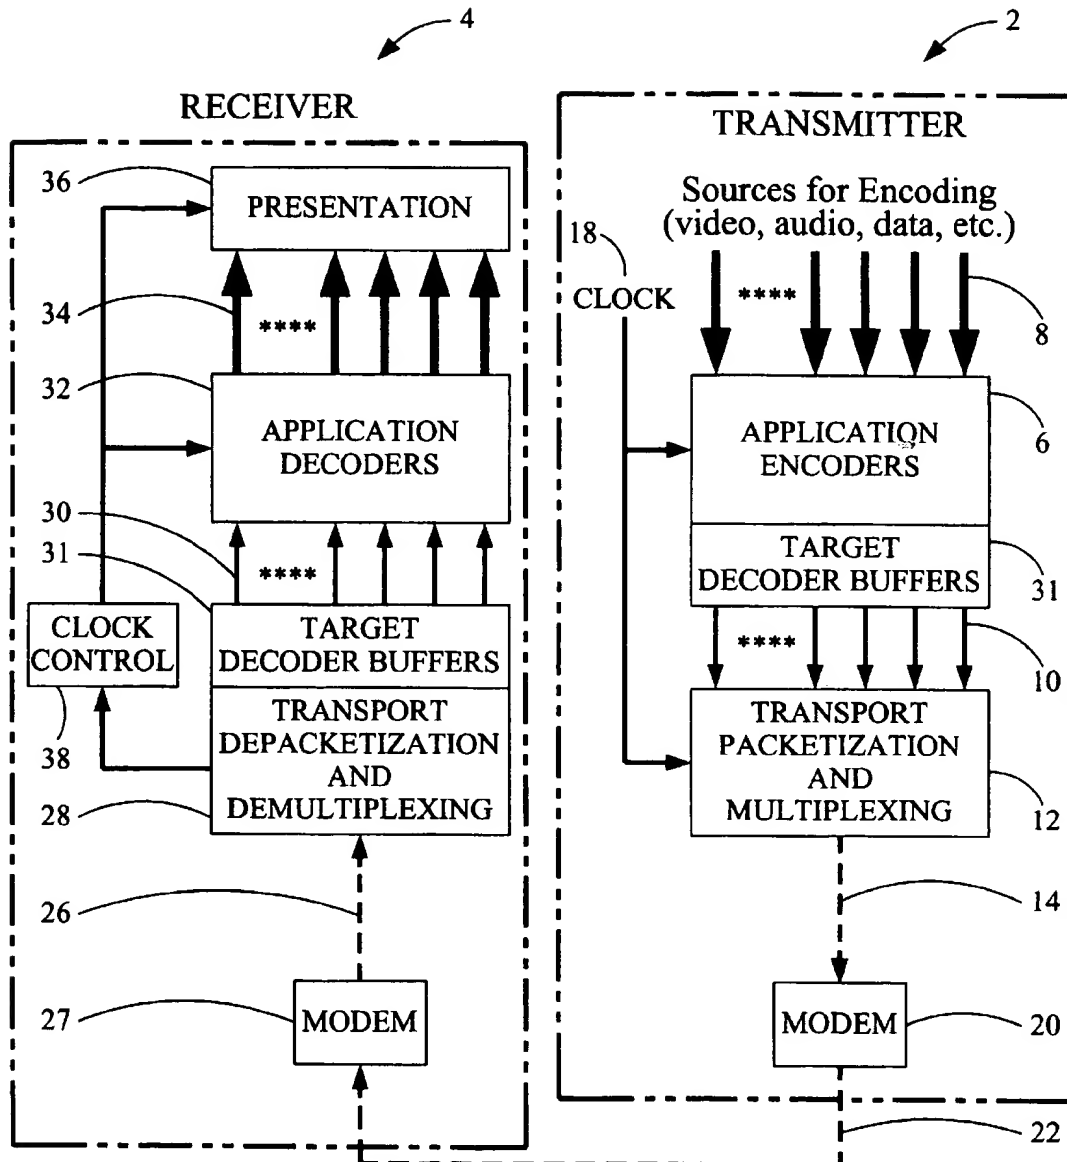 4
2
RECEIVER
TRANSMITTER
36
PRESENTATION
34
****
32
APPLICATION
DECODERS
30
31
****
CLOCK
CONTROL
38
TARGET
DECODER BUFFERS
TRANSPORT
DEPACKETIZATION
AND
DEMULTIPLEXING
28
26
27
MODEM
Sources for Encoding
(video, audio, data, etc.)
18
CLOCK
****
8
APPLICATION
ENCODERS
6
TARGET
DECODER BUFFERS
31
****
10
TRANSPORT
PACKETIZATION
AND
MULTIPLEXING
12
14
MODEM
20
22